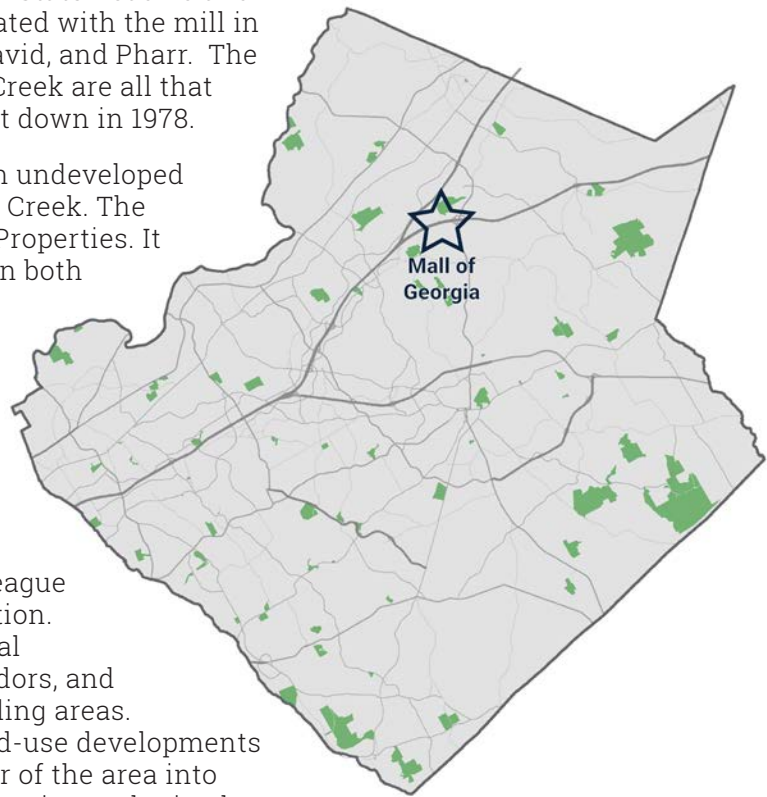 ated with the mill in
avid, and Pharr. The
Creek are all that
t down in 1978.
n undeveloped
Creek. The
Properties. It
n both
eague
tion.
al
dors, and
ling areas.
d-use developments
r of the area into
Mall of
Georgia